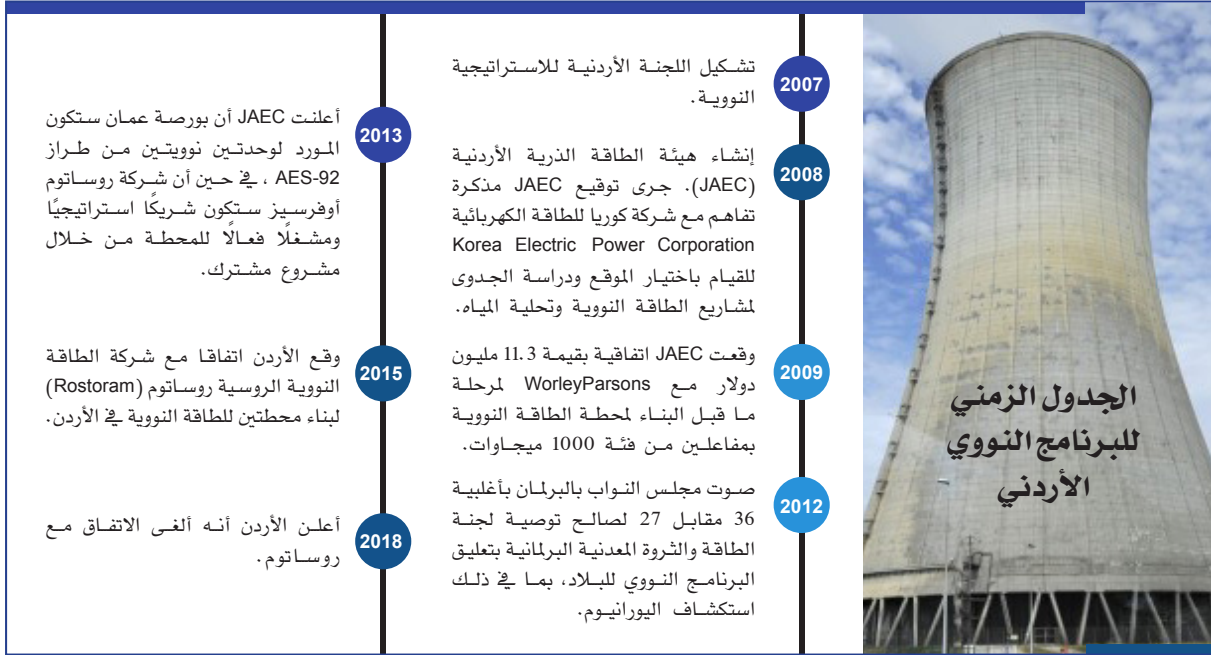 الجدول الزمني
للبرنامج النووي
الأردني
2007
تشكيل اللجنة الأردنية للاستراتيجية
النووية.
2008
إنشاء هيئة الطاقة الذرية الأردنية
(JAEC). جرى توقيع JAEC مذكرة
تفاهم مع شركة كوريا للطاقة الكهربائية
Korea Electric Power Corporation
للقيام باختيار الموقع ودراسة الجدوى
لمشاريع الطاقة النووية وتحلية المياه.
2009
وقعت JAEC اتفاقية بقيمة 11.3 مليون
دولار مع WorleyParsons لمرحلة
ما قبل البناء لمحطة الطاقة النووية
بمفاعلين من فئة 1000 ميجاوات.
2012
صوت مجلس النواب بالبرلمان بأغلبية
36 مقابل 27 لصالح توصية لجنة
الطاقة والثروة المعدنية البرلمانية بتعليق
البرنامج النووي للبلاد، بما في ذلك
استكشاف اليورانيوم.
2013
أعلنت JAEC أن بورصة عمان ستكون
المورد لوحدتين نوويتين من طراز
AES-92 ، في حين أن شركة روساتوم
أوفرسيز ستكون شريكًا استراتيجيًا
ومشغلًا فعالًا للمحطة من خلال
مشروع مشترك.
2015
وقع الأردن اتفاقا مع شركة الطاقة
النووية الروسية روساتوم (Rostoram)
لبناء محطتين للطاقة النووية في الأردن.
2018
أعلن الأردن أنه ألغى الاتفاق مع
روساتوم.